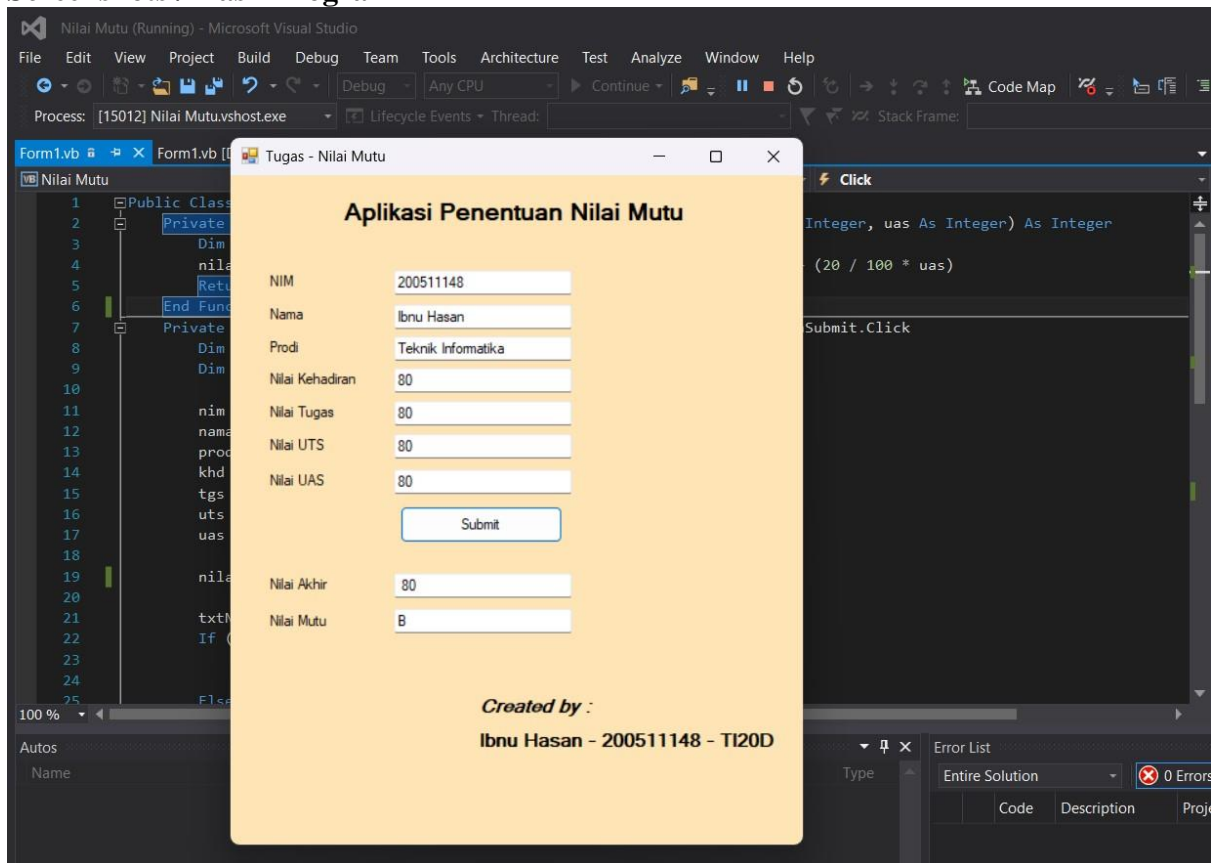 Nilai Mutu (Running) - Microsoft Visual Studio
File Edit View Project Build Debug Team Tools Architecture Test Analyze Window Help
Debug Any CPU Continue Code Map
Process: [15012] Nilai Mutu.vshost.exe Lifecycle Events Thread: Stack Frame:
Form1.vb Form1.vb [D
Nilai Mutu Click
1 Public Class
2 Private Integer, uas As Integer) As Integer
3 Dim
4 nila (20 / 100 * uas)
5 Retu
6 End Func
7 Private Submit.Click
8 Dim
9 Dim
10
11 nim
12 nama
13 prod
14 khd
15 tgs
16 uts
17 uas
18
19 nila
20
21 txtN
22 If (
23
24
25 Else
100 %
Autos
Name Type
Error List
Entire Solution 0 Errors
Code Description Proje
Tugas - Nilai Mutu
Aplikasi Penentuan Nilai Mutu
NIM 200511148
Nama Ibnu Hasan
Prodi Teknik Informatika
Nilai Kehadiran 80
Nilai Tugas 80
Nilai UTS 80
Nilai UAS 80
Submit
Nilai Akhir 80
Nilai Mutu B
Created by :
Ibnu Hasan - 200511148 - TI20D